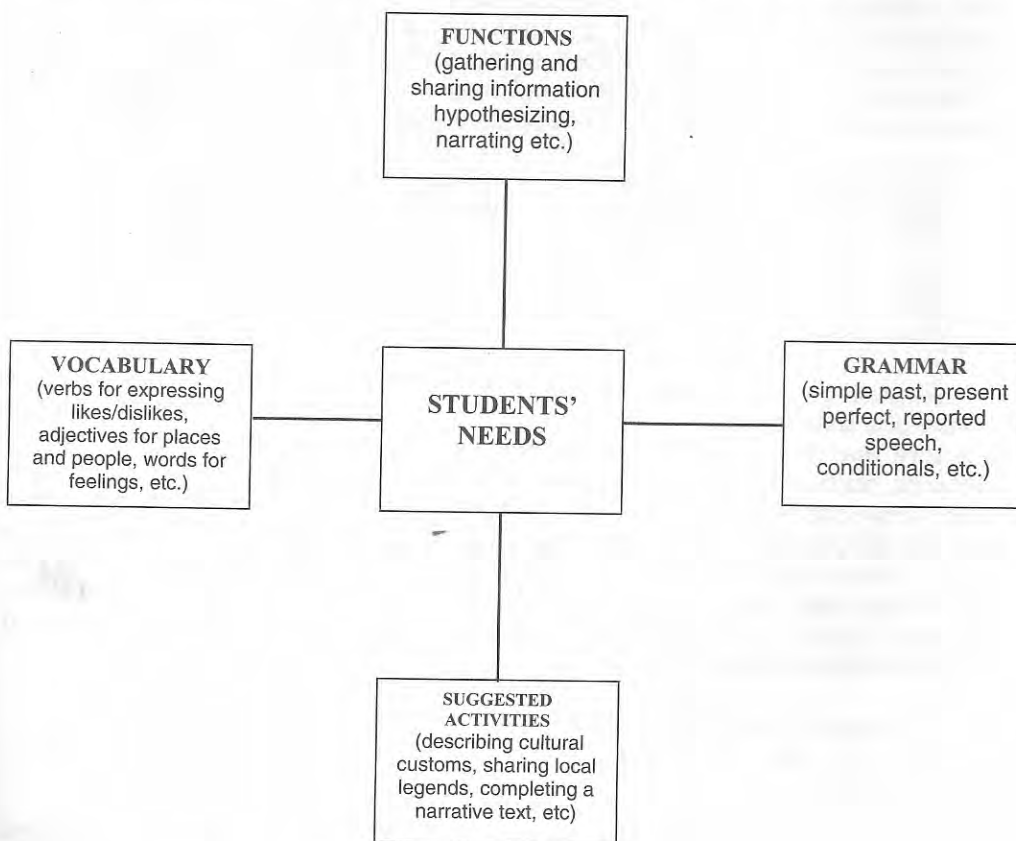 FUNCTIONS
(gathering and
sharing information
hypothesizing,
narrating etc.)
VOCABULARY
(verbs for expressing
likes/dislikes,
adjectives for places
and people, words for
feelings, etc.)
STUDENTS’
NEEDS
GRAMMAR
(simple past, present
perfect, reported
speech,
conditionals, etc.)
SUGGESTED
ACTIVITIES
(describing cultural
customs, sharing local
legends, completing a
narrative text, etc)